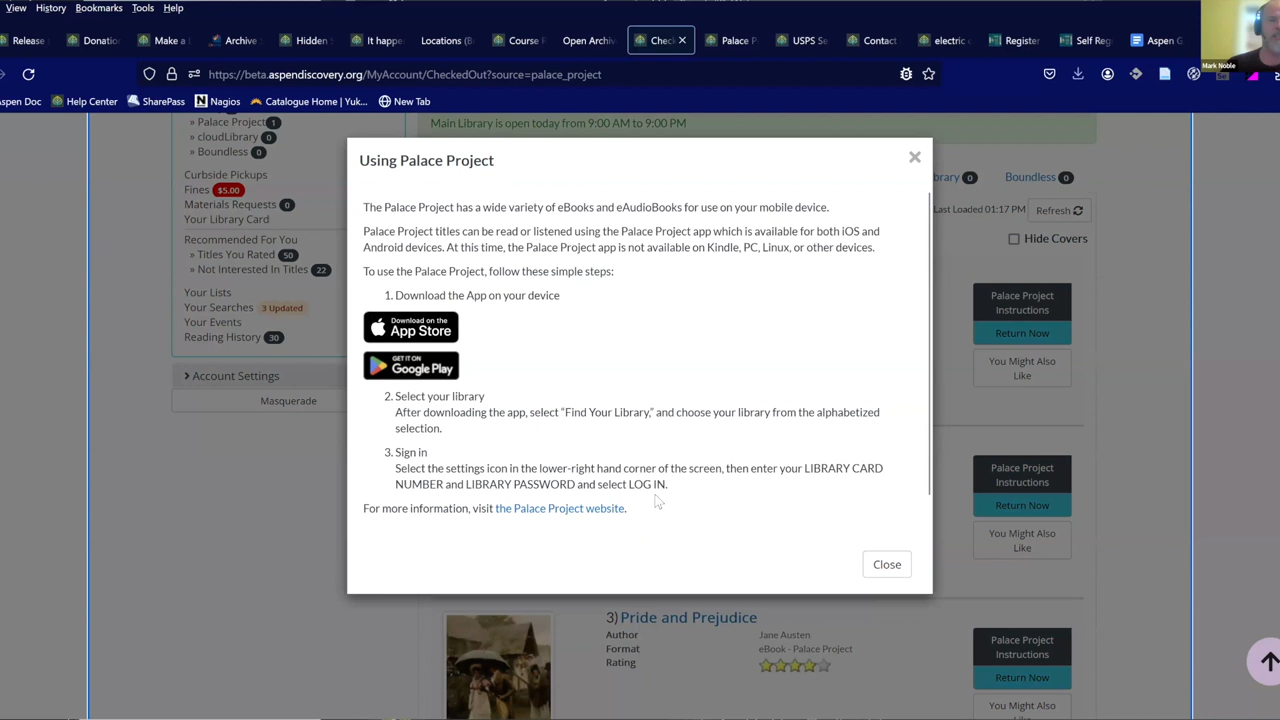 View History Bookmarks Tools Help
Release
Donatio
Make a
Archive
Hidden
It happe
Locations (B
Course
Open Archiv
Chec
Palace P
USPS Se
Contact
electric
Register
Self Reg
Aspen G
Mark Noble
https://beta.aspendiscovery.org/MyAccount/CheckedOut?source=palace_project
Aspen Doc
Help Center
SharePass
Nagios
Catalogue Home | Yuk...
New Tab
» Palace Project 1
» cloudLibrary 0
» Boundless 0
Curbside Pickups
Fines $5.00
Materials Requests 0
Your Library Card
Recommended For You
» Titles You Rated 50
» Not Interested In Titles 22
Your Lists
Your Searches 3 Updated
Your Events
Reading History 30
Account Settings
Masquerade
Main Library is open today from 9:00 AM to 9:00 PM
Using Palace Project
×
The Palace Project has a wide variety of eBooks and eAudioBooks for use on your mobile device.
Palace Project titles can be read or listened using the Palace Project app which is available for both iOS and
Android devices. At this time, the Palace Project app is not available on Kindle, PC, Linux, or other devices.
To use the Palace Project, follow these simple steps:
1. Download the App on your device
Download on the
App Store
GET IT ON
Google Play
2. Select your library
After downloading the app, select “Find Your Library,” and choose your library from the alphabetized
selection.
3. Sign in
Select the settings icon in the lower-right hand corner of the screen, then enter your LIBRARY CARD
NUMBER and LIBRARY PASSWORD and select LOG IN.
For more information, visit the Palace Project website.
Close
brary 0
Boundless 0
Last Loaded 01:17 PM
Refresh
Hide Covers
Palace Project
Instructions
Return Now
You Might Also
Like
Palace Project
Instructions
Return Now
You Might Also
Like
3) Pride and Prejudice
Author Jane Austen
Format eBook - Palace Project
Rating
Palace Project
Instructions
Return Now
You Might Also